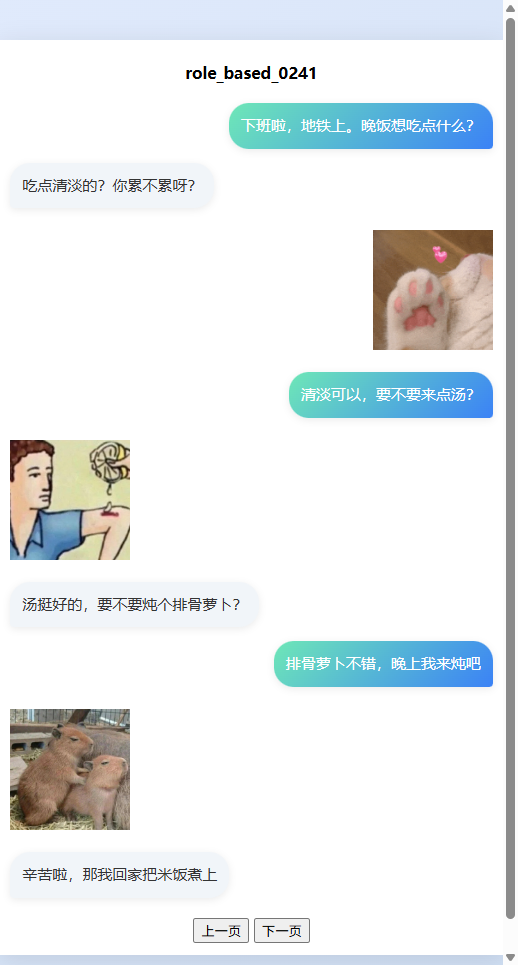 role_based_0241
下班啦，地铁上。晚饭想吃点什么？
吃点清淡的？你累不累呀？
清淡可以，要不要来点汤？
汤挺好的，要不要炖个排骨萝卜？
排骨萝卜不错，晚上我来炖吧
辛苦啦，那我回家把米饭煮上
上一页 下一页